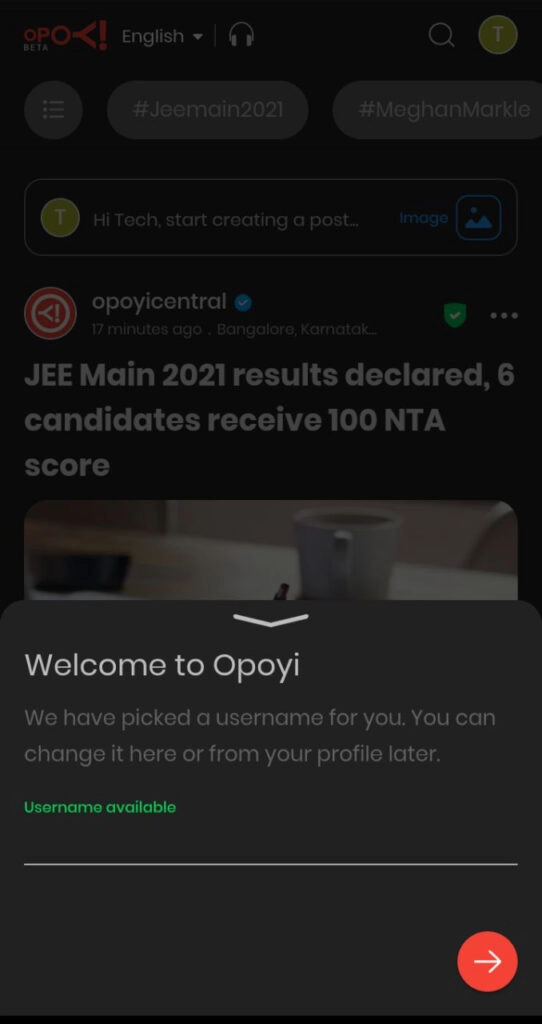 OPOY!
BETA
English
T
#Jeemain2021
#MeghanMarkle
T
Hi Tech, start creating a post...
Image
opoyicentral
17 minutes ago . Bangalore, Karnatak...
JEE Main 2021 results declared, 6
candidates receive 100 NTA
score
Welcome to Opoyi
We have picked a username for you. You can
change it here or from your profile later.
Username available